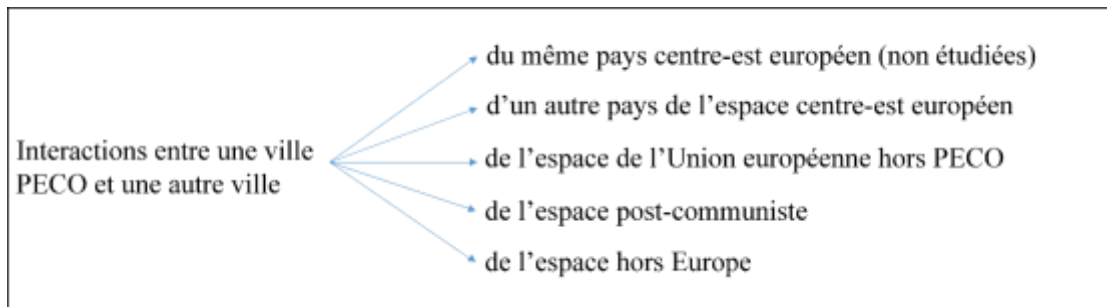 du même pays centre-est européen (non étudiées)
d’un autre pays de l’espace centre-est européen
Interactions entre une ville
PECO et une autre ville
de l’espace de l’Union européenne hors PECO
de l’espace post-communiste
de l’espace hors Europe